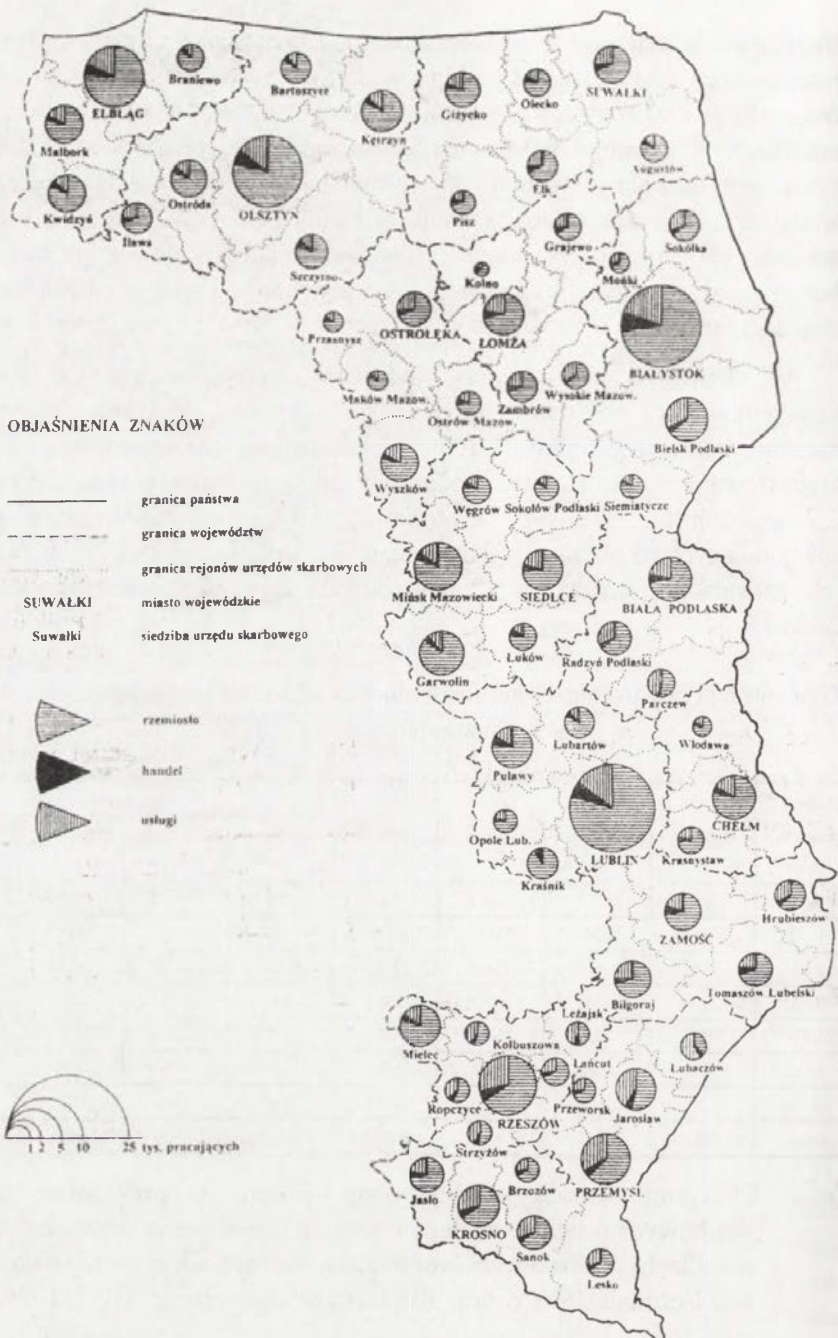 ELBLĄG
Braniewo
Bartoszyce
Kętrzyn
Giżycko
Olecko
SUWAŁKI
Malbork
Augustów
Kwidzyń
Ostróda
OLSZTYN
Ełk
Pisz
Iława
Grajewo
Sokółka
Szczytno
Kolno
Mońki
Przasnysz
OSTROŁĘKA
ŁOMŻA
BIAŁYSTOK
Maków Mazow.
Ostrów Mazow.
Zambrów
Wysokie Mazow.
Bielsk Podlaski
OBJAŚNIENIA ZNAKÓW
granica państwa
granica województw
granica rejonów urzędów skarbowych
SUWAŁKI miasto wojewódzkie
Suwałki siedziba urzędu skarbowego
rzemiosło
handel
usługi
Wyszków
Węgrów
Sokołów Podlaski
Siemiatycze
Mińsk Mazowiecki
SIEDLCE
BIAŁA PODLASKA
Garwolin
Łuków
Radzyń Podlaski
Parczew
Puławy
Lubartów
Włodawa
Opole Lub.
LUBLIN
CHEŁM
Kraśnik
Krasnystaw
ZAMOŚĆ
Hrubieszów
Biłgoraj
Tomaszów Lubelski
Mielec
Kolbuszowa
Leżajsk
Lubaczów
Ropczyce
RZESZÓW
Łańcut
Przeworsk
Jarosław
Strzyżów
Jasło
Brzozów
PRZEMYŚL
KROSNO
Sanok
Lesko
1 2 5 10 25 tys. pracujących